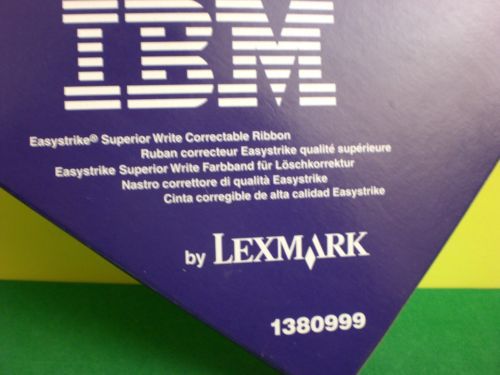 IBM
Easystrike® Superior Write Correctable Ribbon
Ruban correcteur Easystrike qualité supérieure
Easystrike Superior Write Farbband für Löschkorrektur
Nastro correttore di qualità Easystrike
Cinta corregible de alta calidad Easystrike
by LEXMARK
1380999